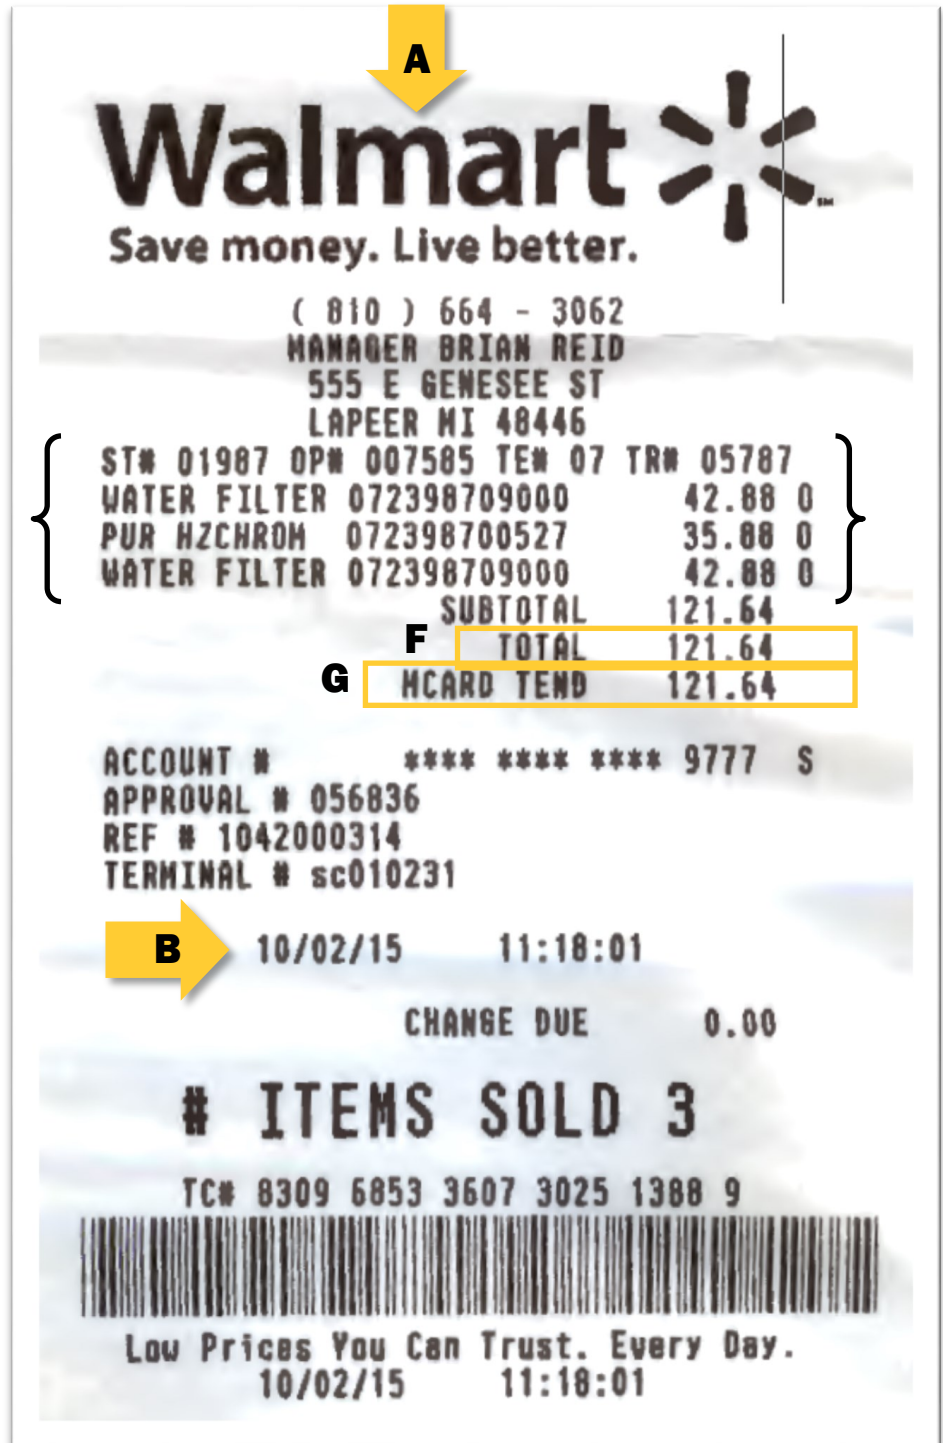 A
Walmart
Save money. Live better.
SM
( 810 ) 664 - 3062
MANAGER BRIAN REID
555 E GENESEE ST
LAPEER MI 48446
ST# 01987 OP# 007585 TE# 07 TR# 05787
WATER FILTER 072398709000 42.88 O
PUR HZCHROM 072398700527 35.88 O
WATER FILTER 072398709000 42.88 O
SUBTOTAL 121.64
F TOTAL 121.64
G MCARD TEND 121.64
ACCOUNT # **** **** **** 9777 S
APPROVAL # 056836
REF # 1042000314
TERMINAL # sc010231
B 10/02/15 11:18:01
CHANGE DUE 0.00
# ITEMS SOLD 3
TC# 8309 6853 3607 3025 1388 9
Low Prices You Can Trust. Every Day.
10/02/15 11:18:01